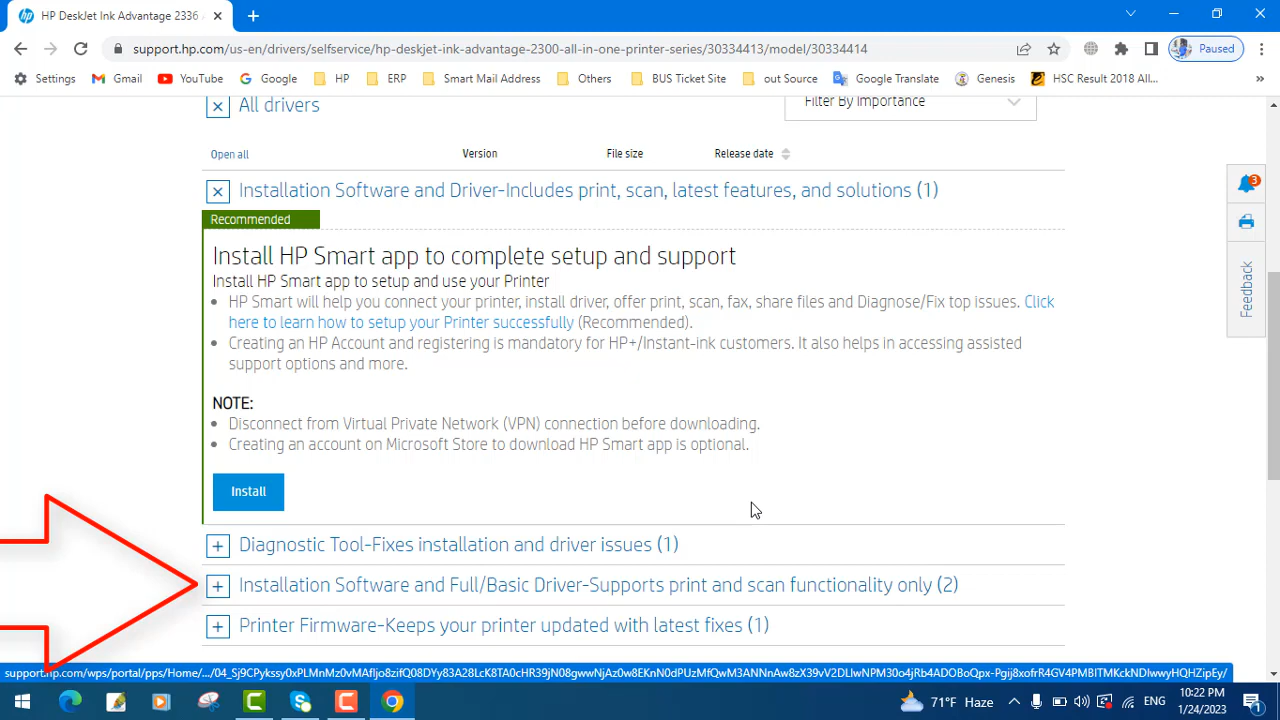 HP DeskJet Ink Advantage 2336
support.hp.com/us-en/drivers/selfservice/hp-deskjet-ink-advantage-2300-all-in-one-printer-series/30334413/model/30334414
Paused
Settings Gmail YouTube Google HP ERP Smart Mail Address Others BUS Ticket Site out Source Google Translate Genesis HSC Result 2018 All...
All drivers
Filter By Importance
Open all Version File size Release date
Installation Software and Driver-Includes print, scan, latest features, and solutions (1)
Recommended
Install HP Smart app to complete setup and support
Install HP Smart app to setup and use your Printer
HP Smart will help you connect your printer, install driver, offer print, scan, fax, share files and Diagnose/Fix top issues. Click
here to learn how to setup your Printer successfully (Recommended).
Creating an HP Account and registering is mandatory for HP+/Instant-ink customers. It also helps in accessing assisted
support options and more.
NOTE:
Disconnect from Virtual Private Network (VPN) connection before downloading.
Creating an account on Microsoft Store to download HP Smart app is optional.
Install
Diagnostic Tool-Fixes installation and driver issues (1)
Installation Software and Full/Basic Driver-Supports print and scan functionality only (2)
Printer Firmware-Keeps your printer updated with latest fixes (1)
3
Feedback
71°F Haze
ENG
10:22 PM
1/24/2023
1